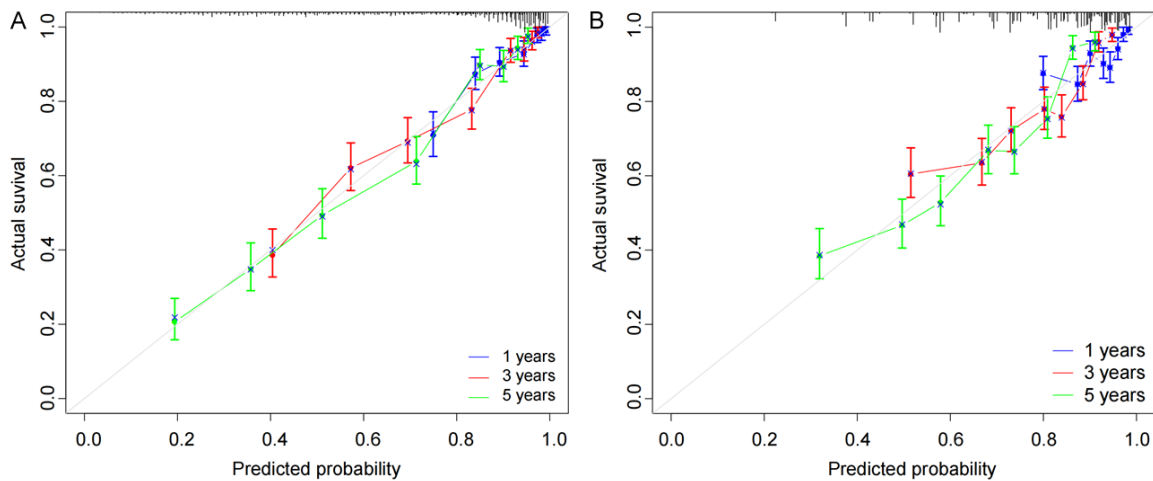 A
Actual suvival
1.0
0.8
0.6
0.4
0.2
0.0
1 years
3 years
5 years
0.0 0.2 0.4 0.6 0.8 1.0
Predicted probability
B
Actual suvival
1.0
0.8
0.6
0.4
0.2
0.0
1 years
3 years
5 years
0.0 0.2 0.4 0.6 0.8 1.0
Predicted probability